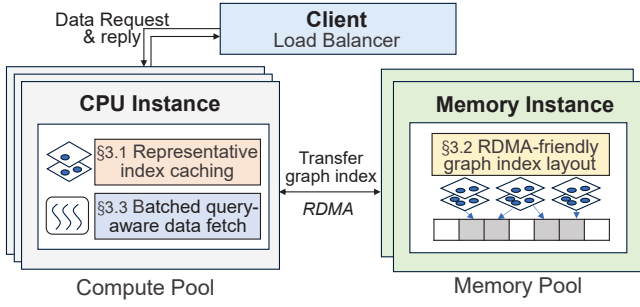 Data Request
& reply
Client
Load Balancer
CPU Instance
§3.1 Representative
index caching
§3.3 Batched query-
aware data fetch
Compute Pool
Transfer
graph index
RDMA
Memory Instance
§3.2 RDMA-friendly
graph index layout
Memory Pool